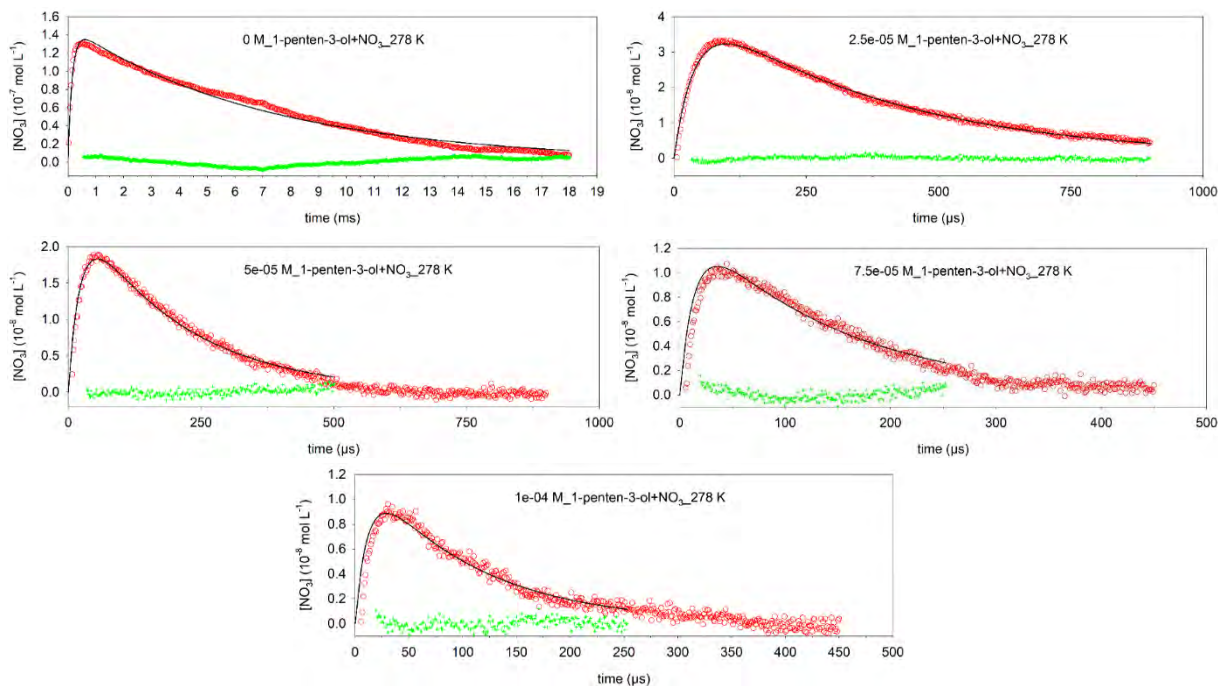 0 M_1-penten-3-ol+NO₃_278 K
[NO₃] (10⁻⁷ mol L⁻¹)
1.6
1.4
1.2
1.0
0.8
0.6
0.4
0.2
0.0
0 1 2 3 4 5 6 7 8 9 10 11 12 13 14 15 16 17 18 19
time (ms)
2.5e-05 M_1-penten-3-ol+NO₃_278 K
[NO₃] (10⁻⁸ mol L⁻¹)
4
3
2
1
0
0 250 500 750 1000
time (µs)
5e-05 M_1-penten-3-ol+NO₃_278 K
[NO₃] (10⁻⁸ mol L⁻¹)
2.0
1.5
1.0
0.5
0.0
0 250 500 750 1000
time (µs)
7.5e-05 M_1-penten-3-ol+NO₃_278 K
[NO₃] (10⁻⁸ mol L⁻¹)
1.2
1.0
0.8
0.6
0.4
0.2
0.0
0 100 200 300 400 500
time (µs)
1e-04 M_1-penten-3-ol+NO₃_278 K
[NO₃] (10⁻⁸ mol L⁻¹)
1.2
1.0
0.8
0.6
0.4
0.2
0.0
0 50 100 150 200 250 300 350 400 450 500
time (µs)